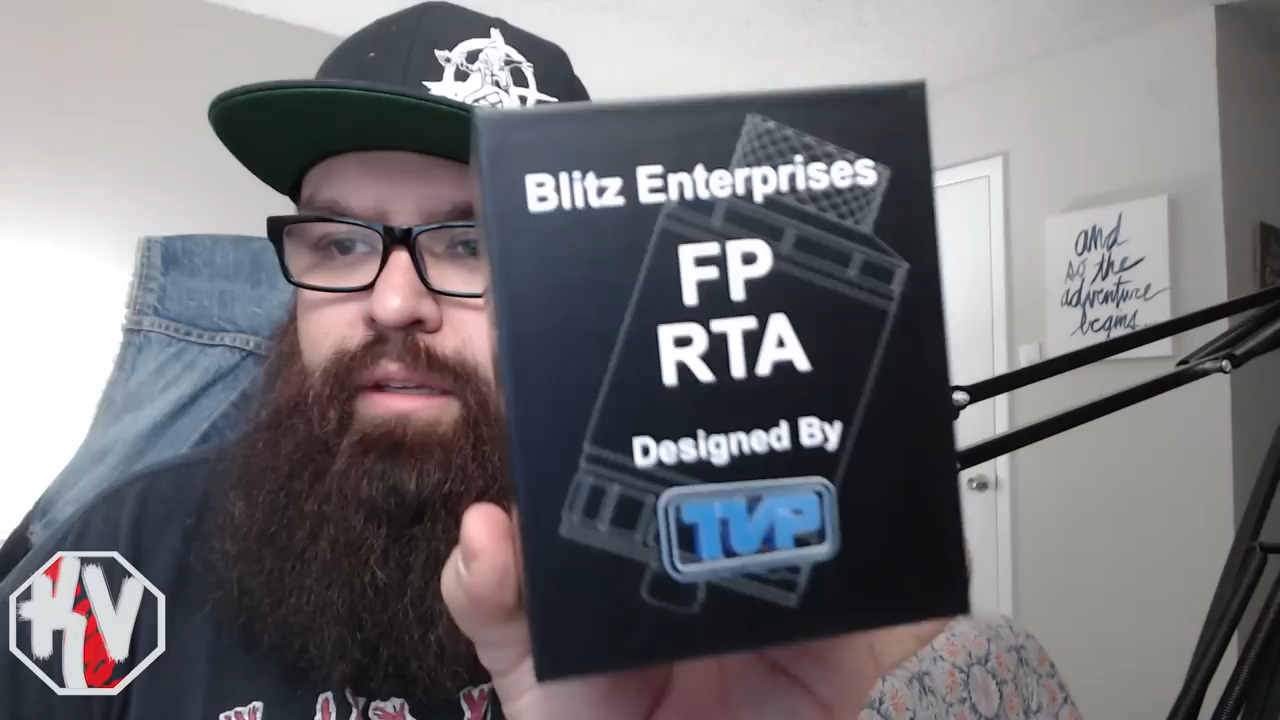 Blitz Enterprises
FP
RTA
Designed By
TVP
and
so the
adventure
begins.
KV